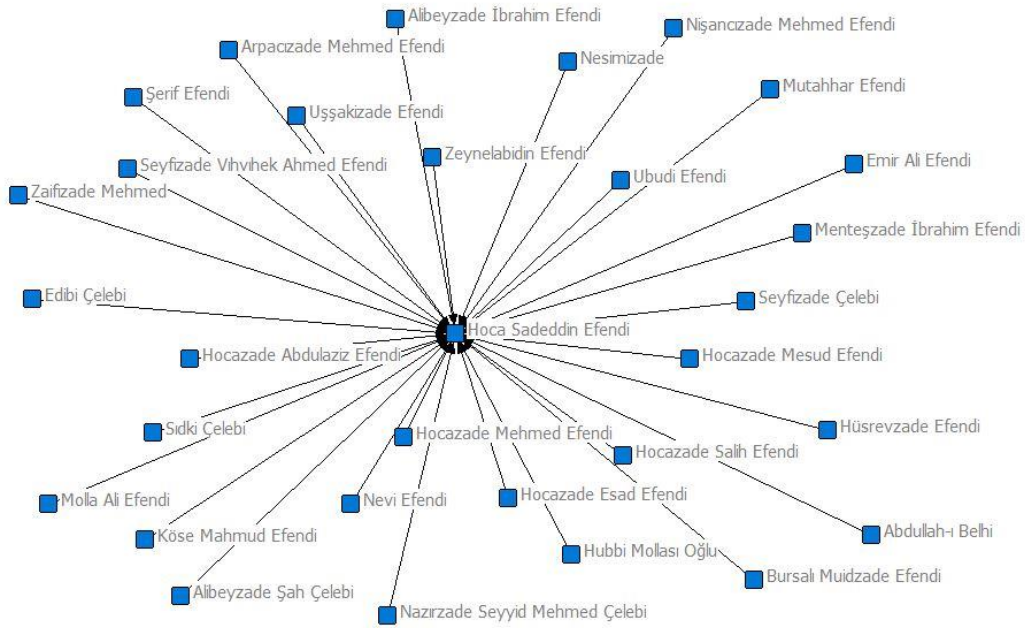 Alibeyzade İbrahim Efendi
Nişancızade Mehmed Efendi
Arpacızade Mehmed Efendi
Nesimizade
Mutahhar Efendi
Şerif Efendi
Uşşakizade Efendi
Zeynelabidin Efendi
Emir Ali Efendi
Seyfizade Vıhvıhek Ahmed Efendi
Ubudi Efendi
Zaifizade Mehmed
Menteşzade İbrahim Efendi
Edibi Çelebi
Seyfizade Çelebi
Hoca Sadeddin Efendi
Hocazade Abdulaziz Efendi
Hocazade Mesud Efendi
Sıdki Çelebi
Hocazade Mehmed Efendi
Hüsrevzade Efendi
Hocazade Salih Efendi
Molla Ali Efendi
Nevi Efendi
Hocazade Esad Efendi
Köse Mahmud Efendi
Abdullah-ı Belhi
Hubbi Mollası Oğlu
Bursalı Muidzade Efendi
Alibeyzade Şah Çelebi
Nazırzade Seyyid Mehmed Çelebi